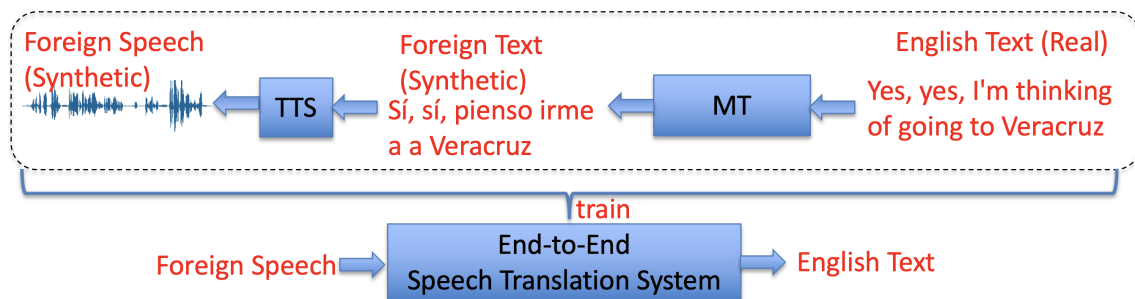 Foreign Speech
(Synthetic)
TTS
Foreign Text
(Synthetic)
Sí, sí, pienso irme
a a Veracruz
MT
English Text (Real)
Yes, yes, I'm thinking
of going to Veracruz
train
Foreign Speech
End-to-End
Speech Translation System
English Text